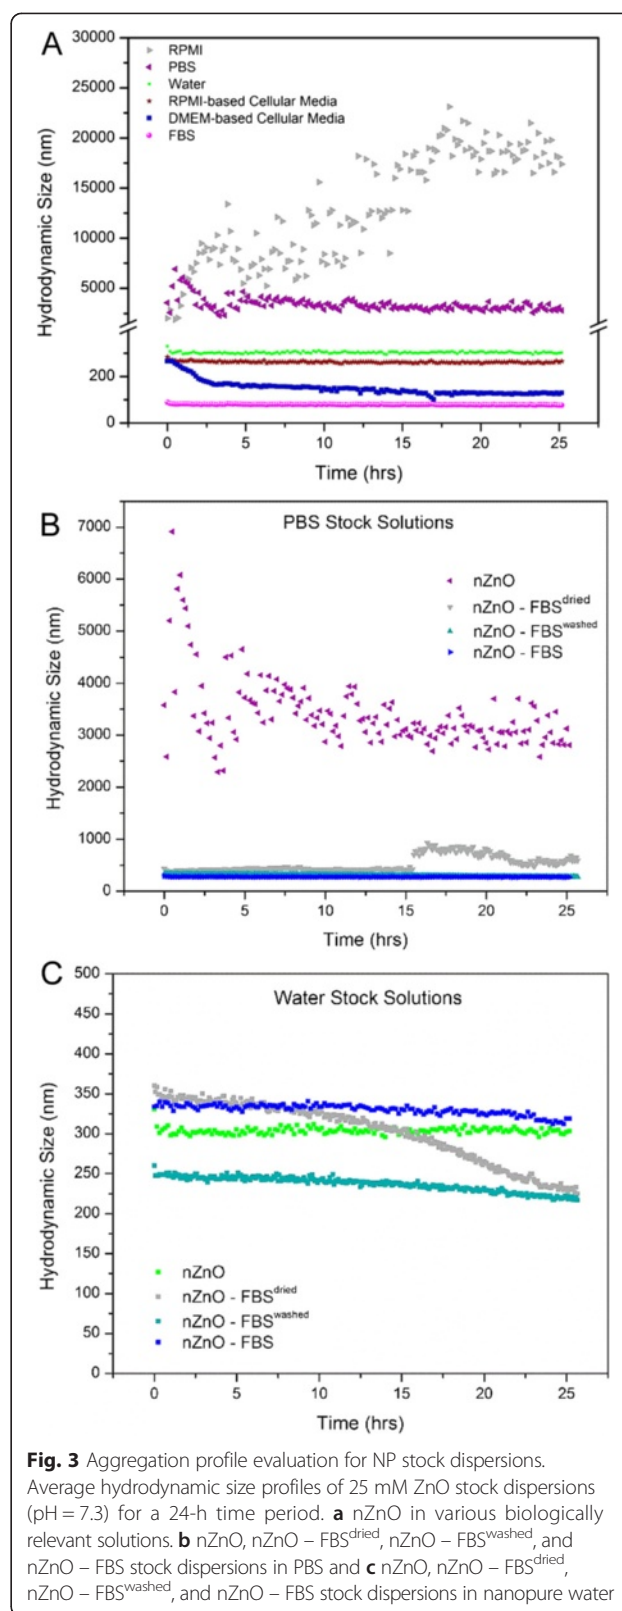 A
30000
25000
20000
15000
10000
5000
200
0
Hydrodynamic Size (nm)
RPMI
PBS
Water
RPMI-based Cellular Media
DMEM-based Cellular Media
FBS
0 5 10 15 20 25
Time (hrs)
B
PBS Stock Solutions
7000
6000
5000
4000
3000
2000
1000
0
Hydrodynamic Size (nm)
nZnO
nZnO - FBSdried
nZnO - FBSwashed
nZnO - FBS
0 5 10 15 20 25
Time (hrs)
C
Water Stock Solutions
500
450
400
350
300
250
200
150
100
50
0
Hydrodynamic Size (nm)
nZnO
nZnO - FBSdried
nZnO - FBSwashed
nZnO - FBS
0 5 10 15 20 25
Time (hrs)
Fig. 3 Aggregation profile evaluation for NP stock dispersions.
Average hydrodynamic size profiles of 25 mM ZnO stock dispersions
(pH = 7.3) for a 24-h time period. a nZnO in various biologically
relevant solutions. b nZnO, nZnO – FBSdried, nZnO – FBSwashed, and
nZnO – FBS stock dispersions in PBS and c nZnO, nZnO – FBSdried,
nZnO – FBSwashed, and nZnO – FBS stock dispersions in nanopure water